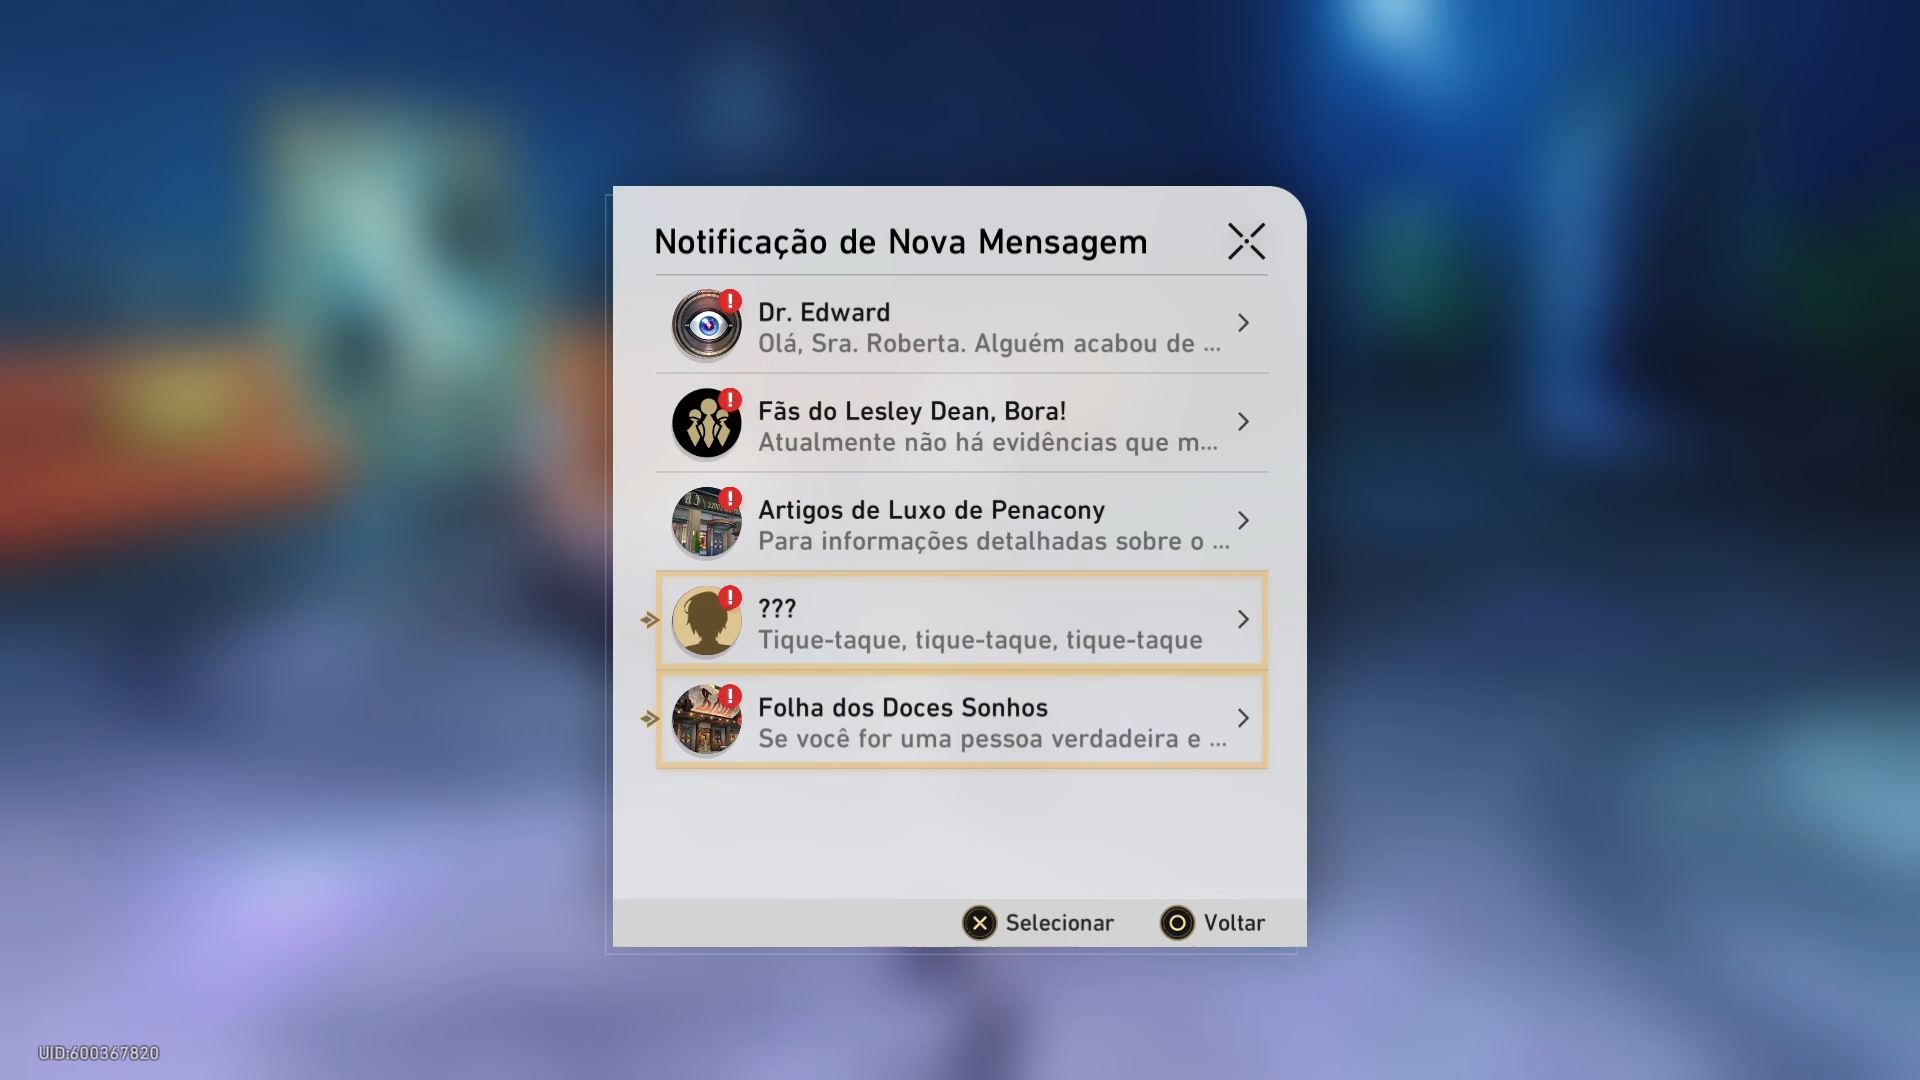 Notificação de Nova Mensagem
Dr. Edward
Olá, Sra. Roberta. Alguém acabou de ...
Fãs do Lesley Dean, Bora!
Atualmente não há evidências que m...
Artigos de Luxo de Penacony
Para informações detalhadas sobre o ...
???
Tique-taque, tique-taque, tique-taque
Folha dos Doces Sonhos
Se você for uma pessoa verdadeira e ...
Selecionar
Voltar
UID:600367820